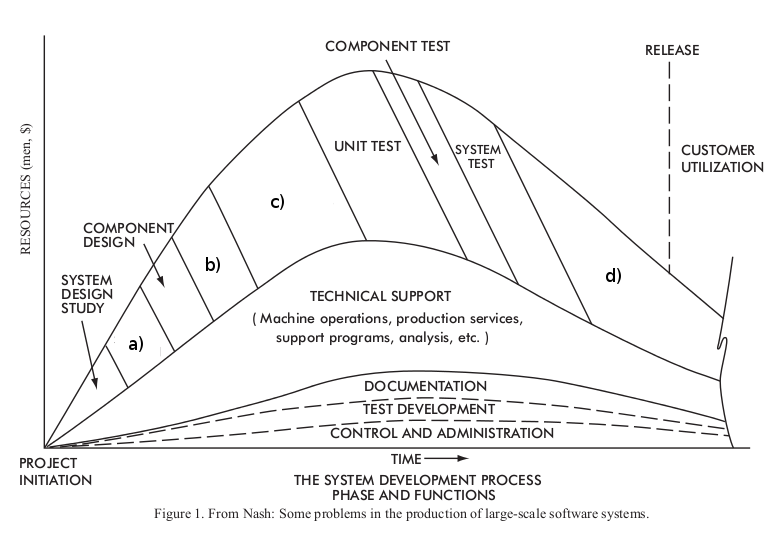 COMPONENT TEST
RELEASE
RESOURCES (men, $)
UNIT TEST
SYSTEM
TEST
CUSTOMER
UTILIZATION
c)
COMPONENT
DESIGN
b)
SYSTEM
DESIGN
STUDY
d)
a)
TECHNICAL SUPPORT
( Machine operations, production services,
support programs, analysis, etc. )
DOCUMENTATION
TEST DEVELOPMENT
CONTROL AND ADMINISTRATION
PROJECT
INITIATION
TIME
THE SYSTEM DEVELOPMENT PROCESS
PHASE AND FUNCTIONS
Figure 1. From Nash: Some problems in the production of large-scale software systems.